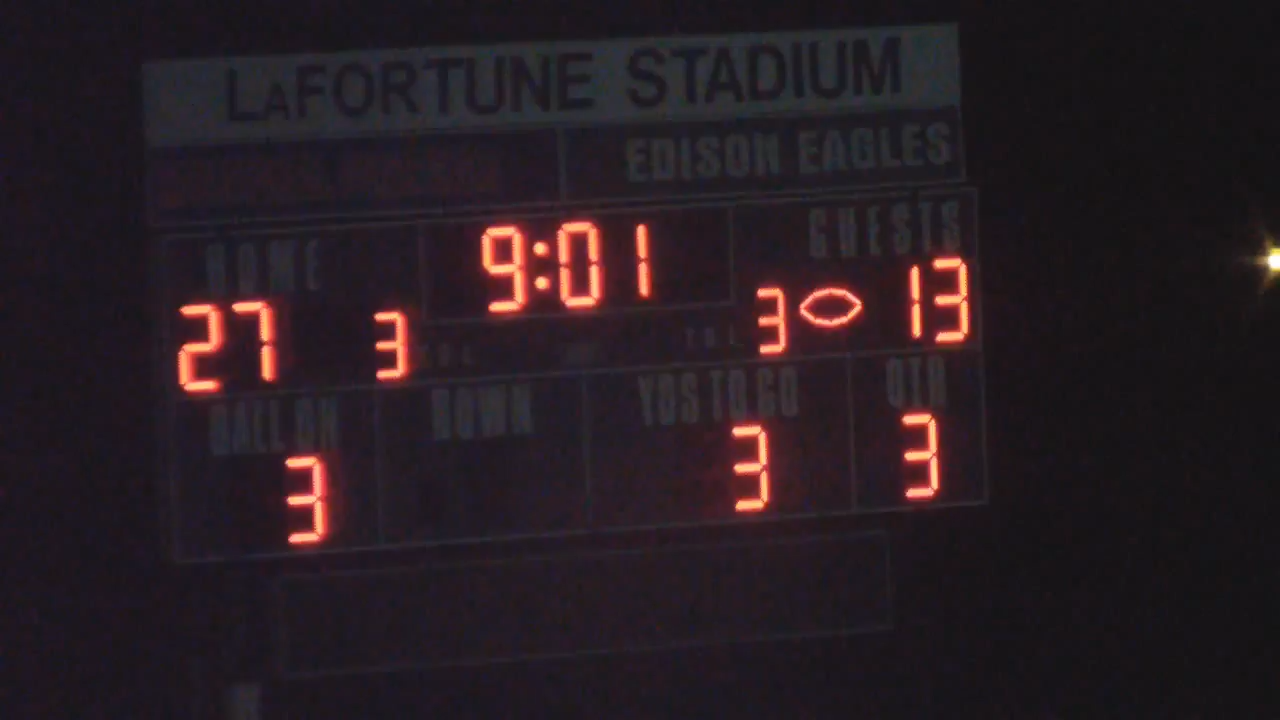 LAFORTUNE STADIUM
EDISON EAGLES
HOME 9:01 GUESTS
27 3 T.O.L. T.O.L. 3 13
BALL ON DOWN YDS TO GO QTR
3 3 3